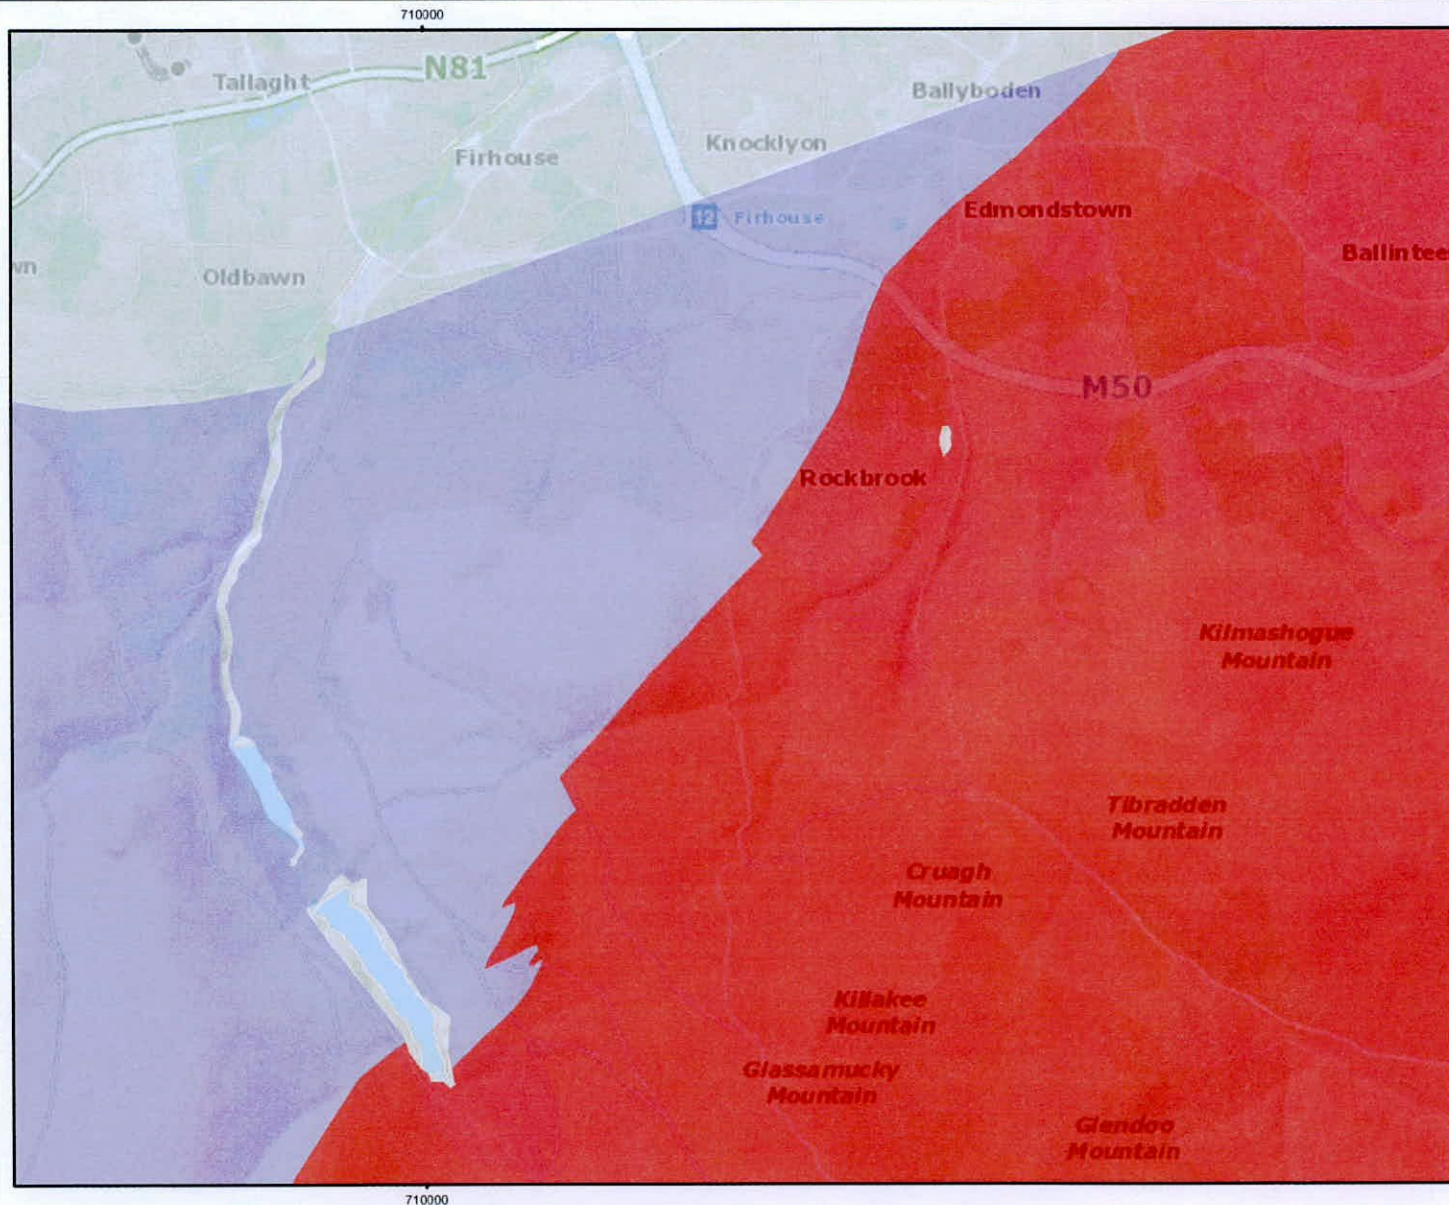 710000
N81
Tallaght
Ballyboden
Knocklyon
Firhouse
12 Firhouse
Edmondstown
Ballintee
wn
Oldbawn
M50
Rockbrook
Kilmashogue
Mountain
Tibradden
Mountain
Cruagh
Mountain
Killakee
Mountain
Glassamucky
Mountain
Glendoo
Mountain
710000